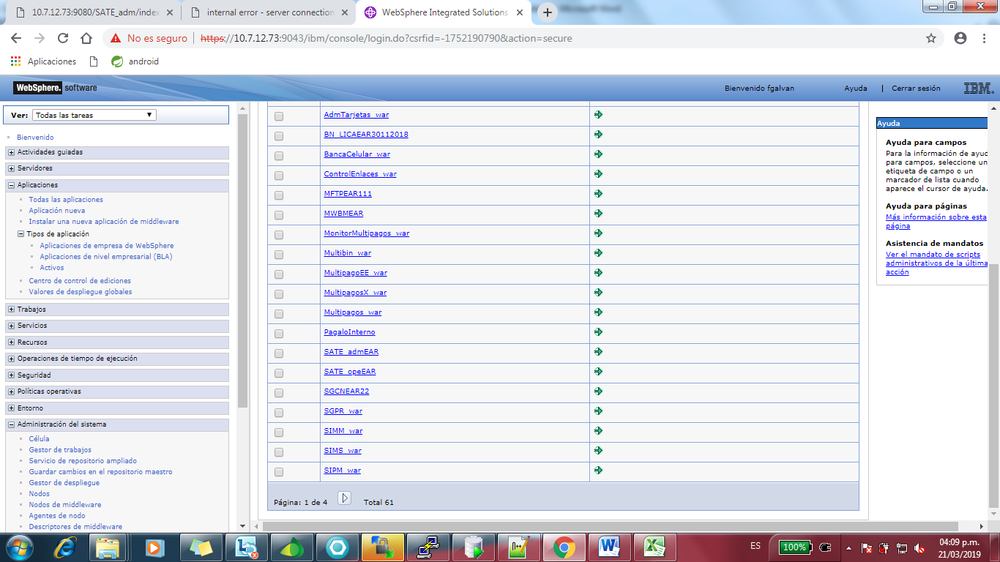 10.7.12.73:9080/SATE_adm/index
internal error - server connection
WebSphere Integrated Solutions
No es seguro
https://10.7.12.73:9043/ibm/console/login.do?csrfid=-1752190790&action=secure
Aplicaciones
android
WebSphere. software
Bienvenido fgalvan
Ayuda | Cerrar sesión
IBM.
Ver: Todas las tareas
Bienvenido
Actividades guiadas
Servidores
Aplicaciones
Todas las aplicaciones
Aplicación nueva
Instalar una nueva aplicación de middleware
Tipos de aplicación
Aplicaciones de empresa de WebSphere
Aplicaciones de nivel empresarial (BLA)
Activos
Centro de control de ediciones
Valores de despliegue globales
Trabajos
Servicios
Recursos
Operaciones de tiempo de ejecución
Seguridad
Políticas operativas
Entorno
Administración del sistema
Célula
Gestor de trabajos
Servicio de repositorio ampliado
Guardar cambios en el repositorio maestro
Gestor de despliegue
Nodos
Nodos de middleware
Agentes de nodo
Descriptores de middleware
AdmTarjetas_war
BN_LICAEAR30112018
BancaCelular_war
ControlEnlaces_war
MFTPEAR111
MWBMEAR
MonitorMultipagos_war
Multibin_war
MultipagoEE_war
MultipagosX_war
Multipagos_war
PagaloInterno
SATE_admEAR
SATE_opeEAR
SGCNEAR22
SGPR_war
SIMM_war
SIMS_war
SIPM_war
Página: 1 de 4
Total 61
Ayuda
Ayuda para campos
Para la información de ayuc
para campos, seleccione un
etiqueta de campo o un
marcador de lista cuando
aparece el cursor de ayuda.
Ayuda para páginas
Más información sobre esta
página
Asistencia de mandatos
Ver el mandato de scripts
administrativos de la última
acción
ES
100%
04:09 p.m.
21/03/2019